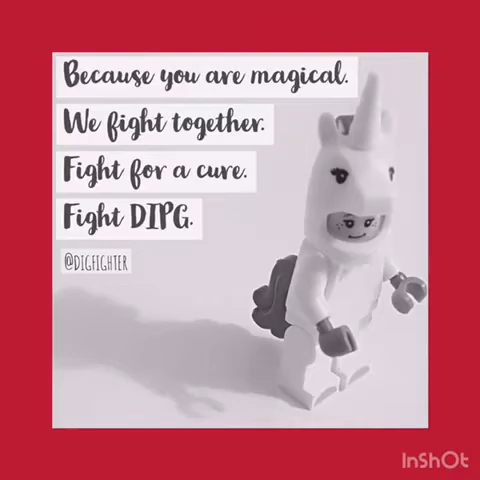 Because you are magical.
We fight together.
Fight for a cure.
Fight DIPG.
@DIGFIGHTER
InShOt